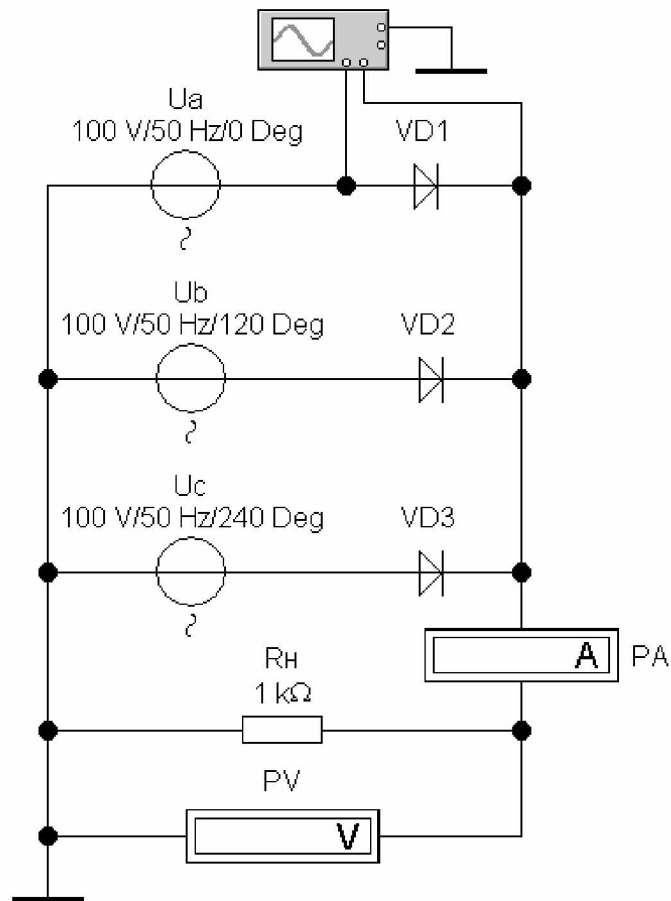 Ua
100 V/50 Hz/0 Deg
VD1
Ub
100 V/50 Hz/120 Deg
VD2
Uc
100 V/50 Hz/240 Deg
VD3
A
PA
Rн
1 kΩ
PV
V